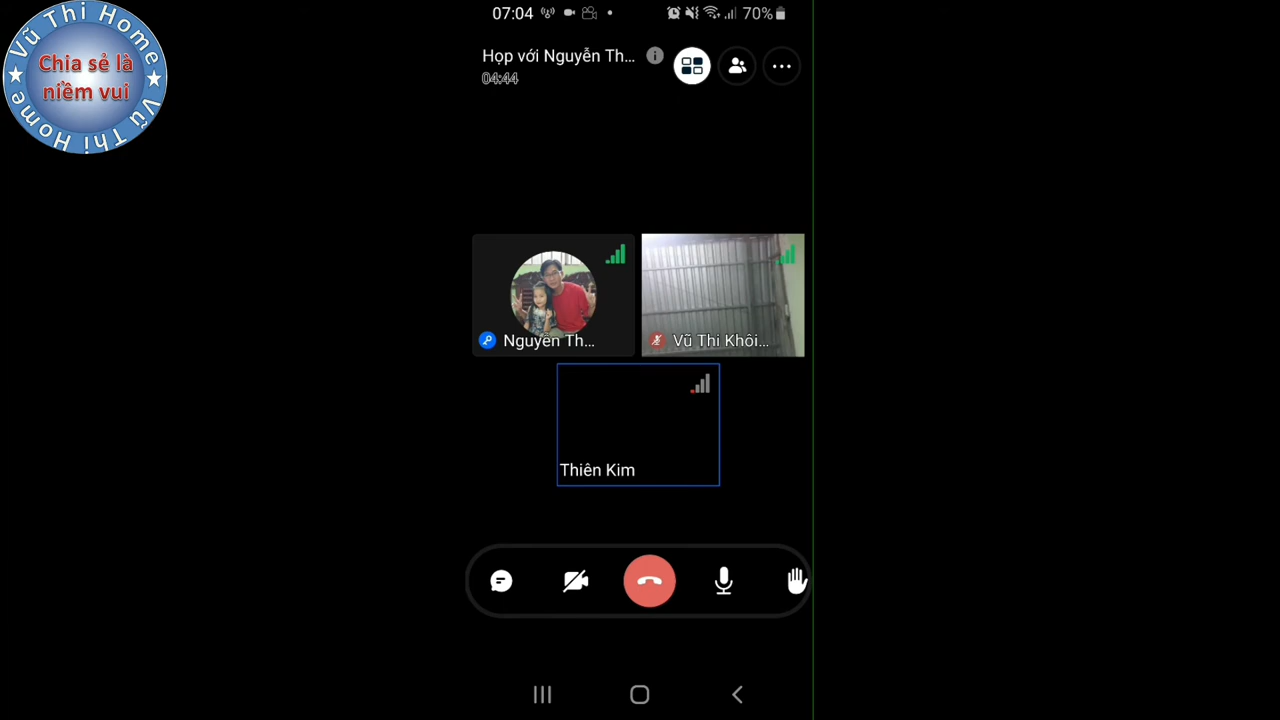 Vũ Thi Home
Chia sẻ là
niềm vui
Vũ Thi Home
07:04
70%
Họp với Nguyễn Th...
04:44
Nguyễn Th...
Vũ Thi Khôi...
Thiên Kim